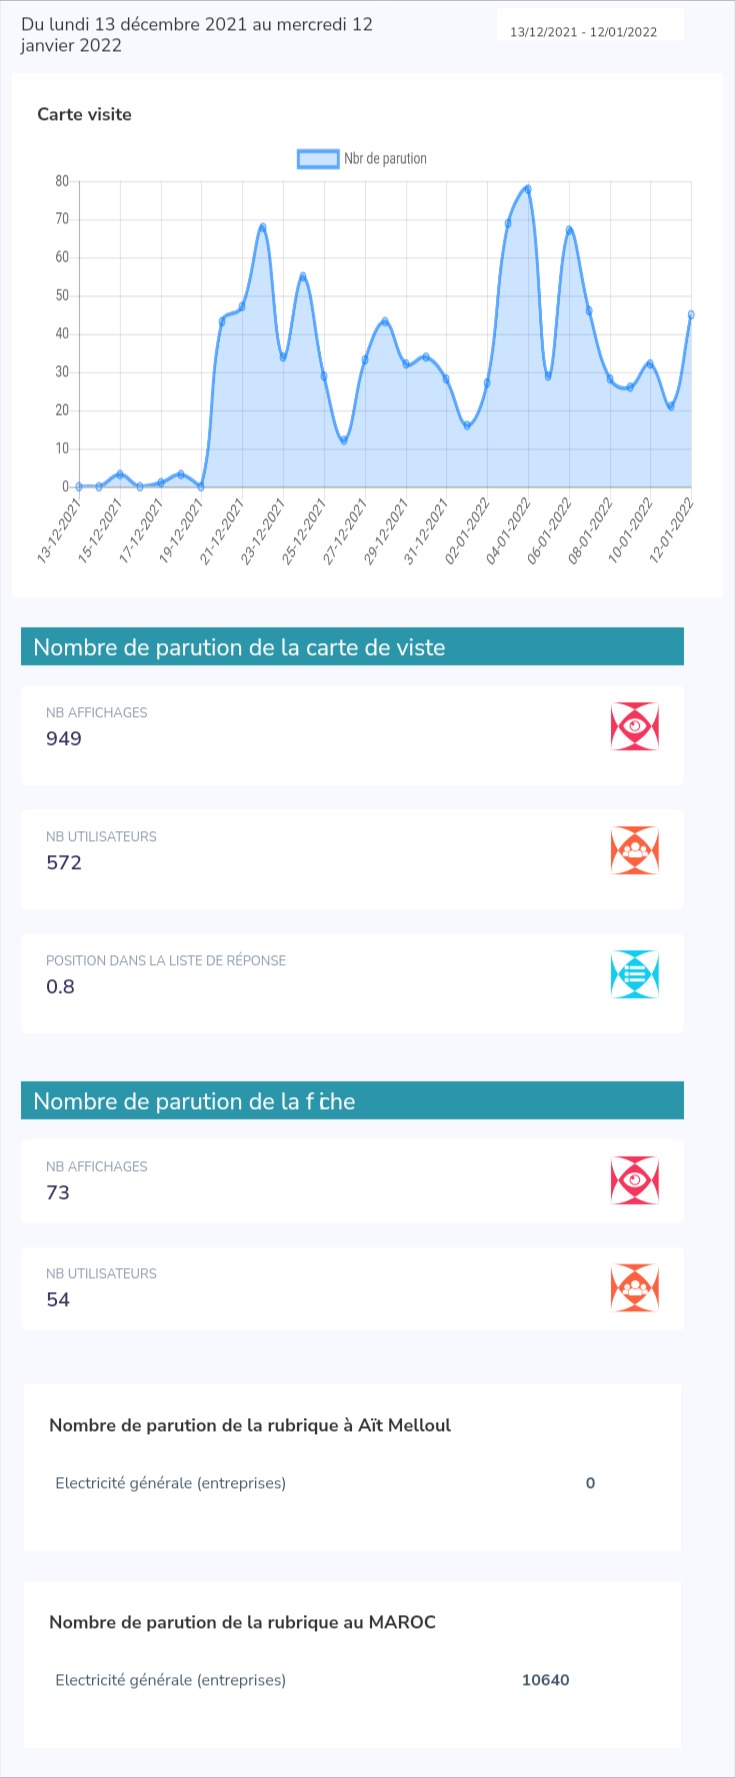 Du lundi 13 décembre 2021 au mercredi 12
janvier 2022
13/12/2021 - 12/01/2022
Carte visite
Nbr de parution
80
70
60
50
40
30
20
10
0
13-12-2021
15-12-2021
17-12-2021
19-12-2021
21-12-2021
23-12-2021
25-12-2021
27-12-2021
29-12-2021
31-12-2021
02-01-2022
04-01-2022
06-01-2022
08-01-2022
10-01-2022
12-01-2022
Nombre de parution de la carte de viste
NB AFFICHAGES
949
NB UTILISATEURS
572
POSITION DANS LA LISTE DE RÉPONSE
0.8
Nombre de parution de la fiche
NB AFFICHAGES
73
NB UTILISATEURS
54
Nombre de parution de la rubrique à Aït Melloul
Electricité générale (entreprises) 0
Nombre de parution de la rubrique au MAROC
Electricité générale (entreprises) 10640